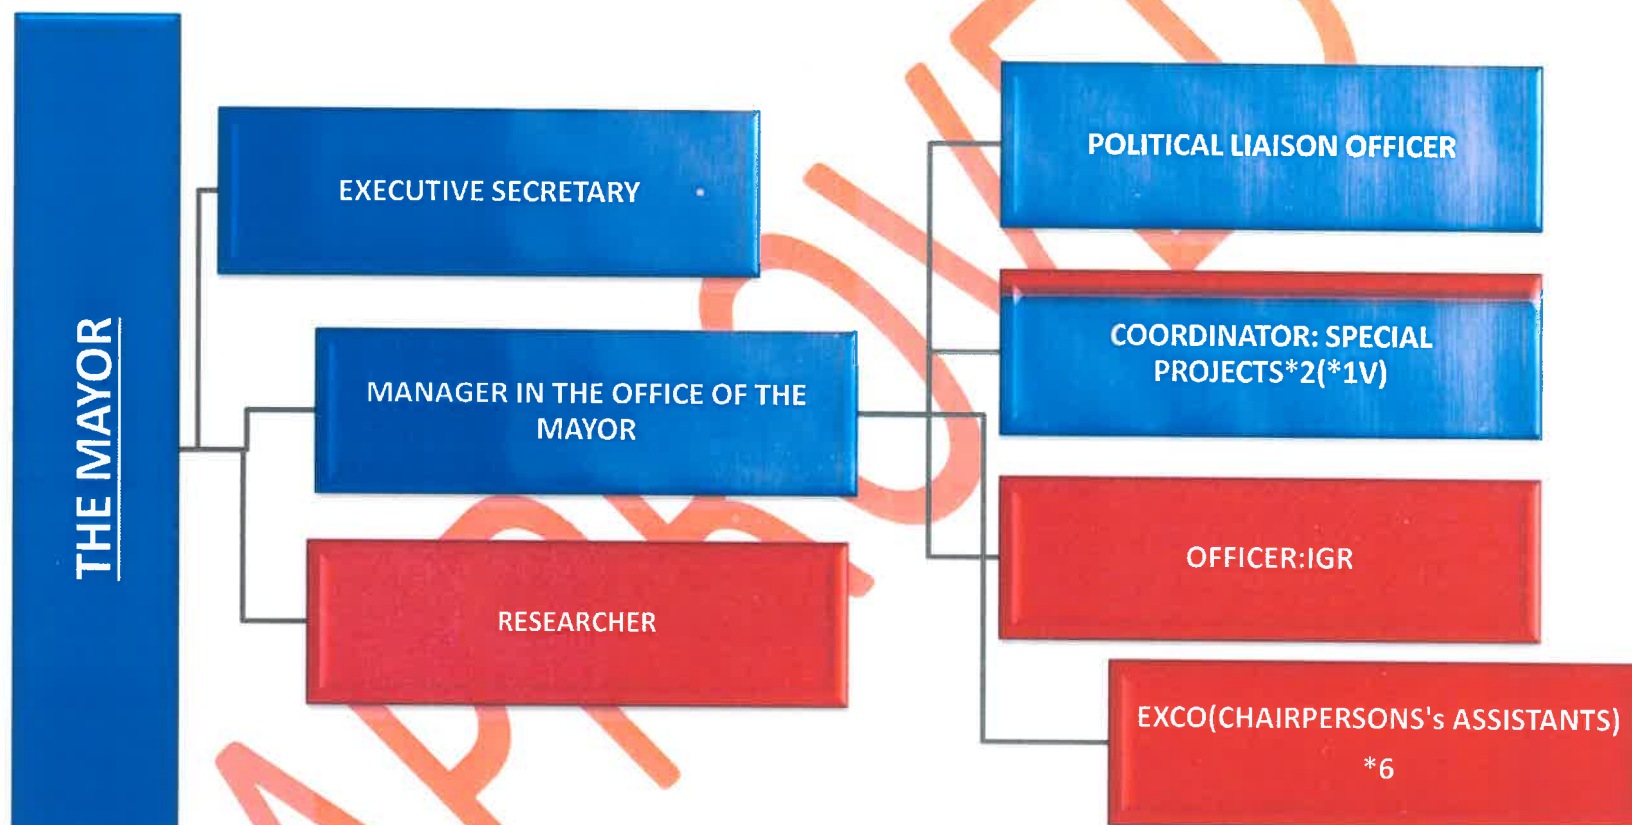 THE MAYOR
EXECUTIVE SECRETARY
MANAGER IN THE OFFICE OF THE
MAYOR
RESEARCHER
POLITICAL LIAISON OFFICER
COORDINATOR: SPECIAL
PROJECTS*2(*1V)
OFFICER:IGR
EXCO(CHAIRPERSONS's ASSISTANTS)
*6
APPROVED